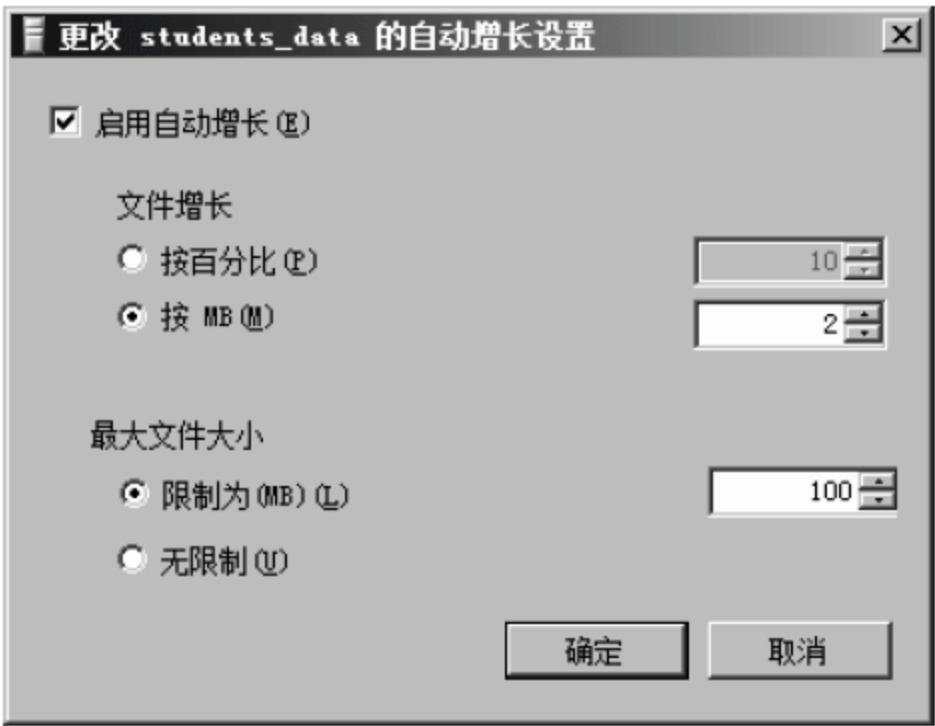 更改 students_data 的自动增长设置
启用自动增长(E)
文件增长
按百分比(P) 10
按 MB(M) 2
最大文件大小
限制为(MB)(L) 100
无限制(U)
确定 取消